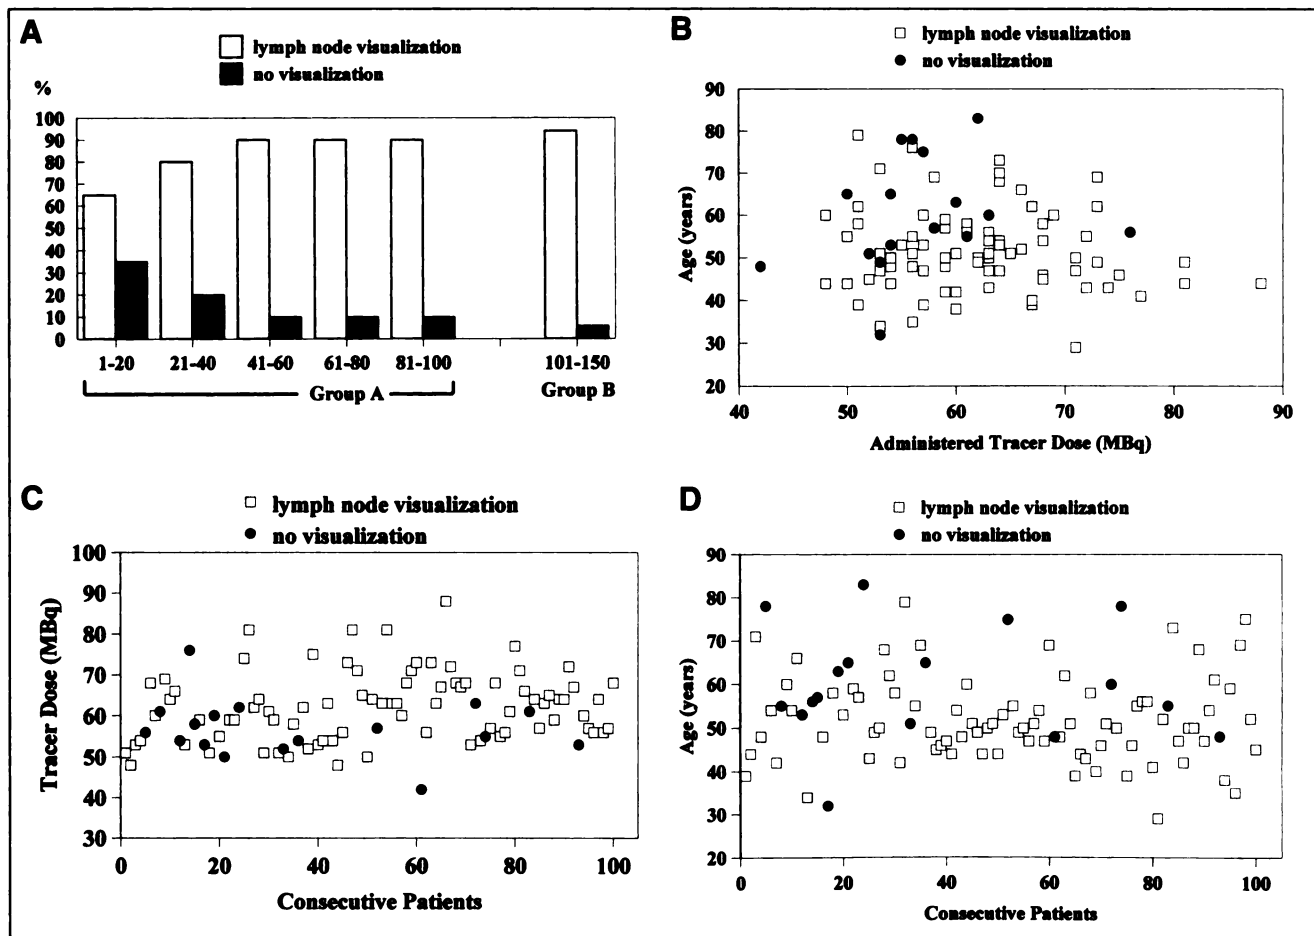 A
lymph node visualization
no visualization
%
100
90
80
70
60
50
40
30
20
10
0
1-20 21-40 41-60 61-80 81-100 101-150
Group A Group B
B
lymph node visualization
no visualization
Age (years)
90
80
70
60
50
40
30
20
40 50 60 70 80 90
Administered Tracer Dose (MBq)
C
lymph node visualization
no visualization
Tracer Dose (MBq)
100
90
80
70
60
50
40
30
0 20 40 60 80 100
Consecutive Patients
D
lymph node visualization
no visualization
Age (years)
90
80
70
60
50
40
30
20
0 20 40 60 80 100
Consecutive Patients